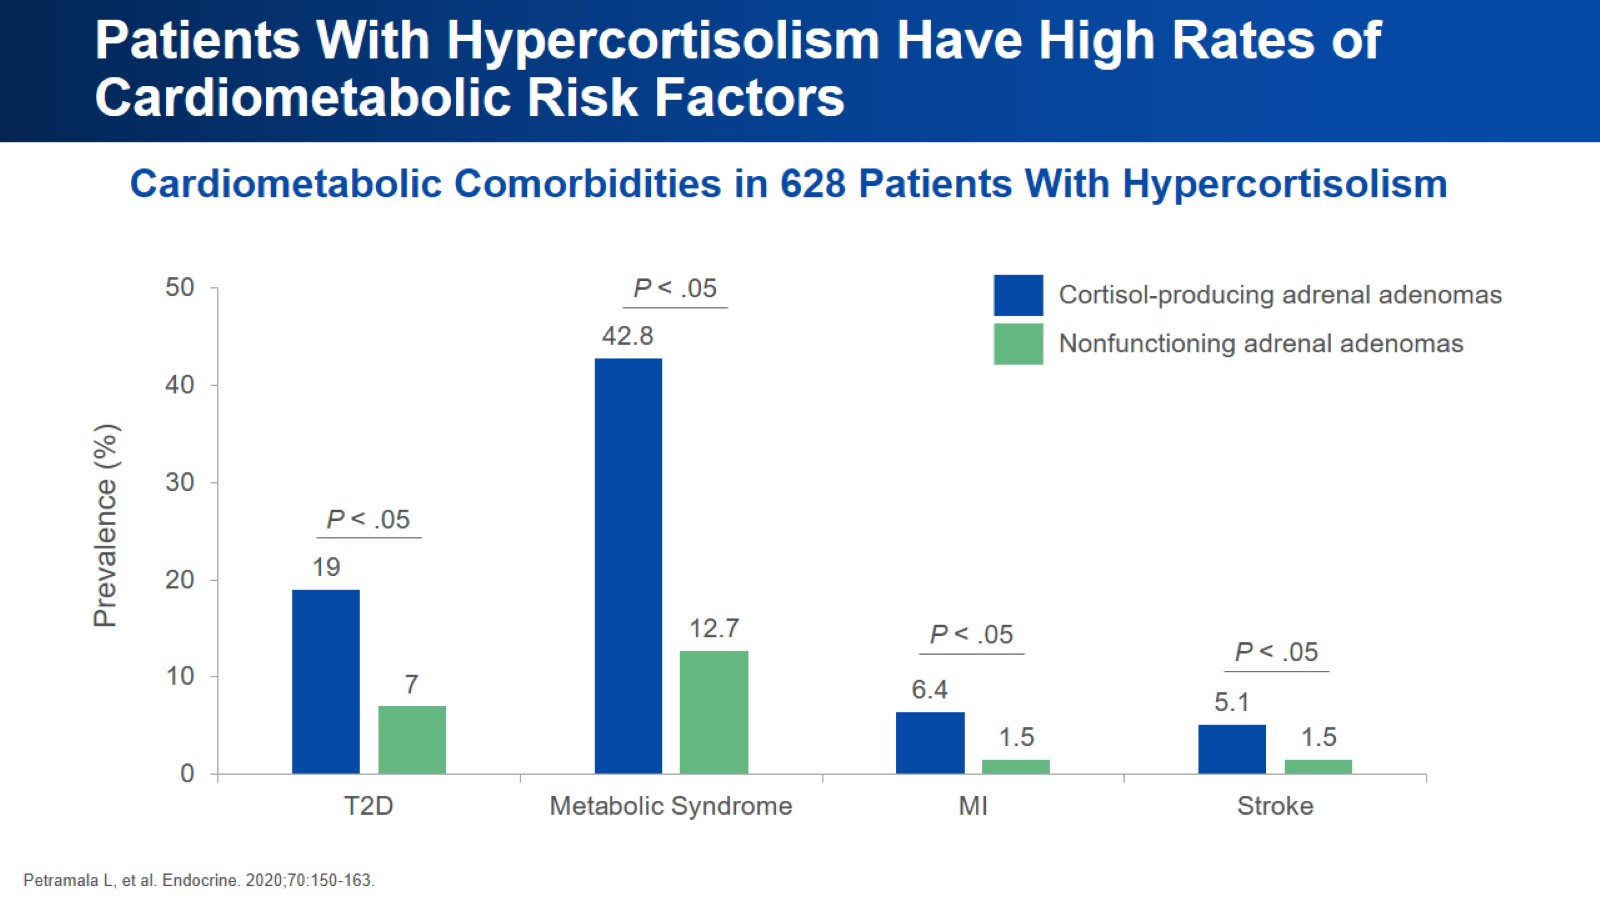 Patients With Hypercortisolism Have High Rates of
Cardiometabolic Risk Factors
Cardiometabolic Comorbidities in 628 Patients With Hypercortisolism
Cortisol-producing adrenal adenomas
Nonfunctioning adrenal adenomas
Prevalence (%)
50
40
30
20
10
0
P < .05
19
7
P < .05
42.8
12.7
P < .05
6.4
1.5
P < .05
5.1
1.5
T2D
Metabolic Syndrome
MI
Stroke
Petramala L, et al. Endocrine. 2020;70:150-163.